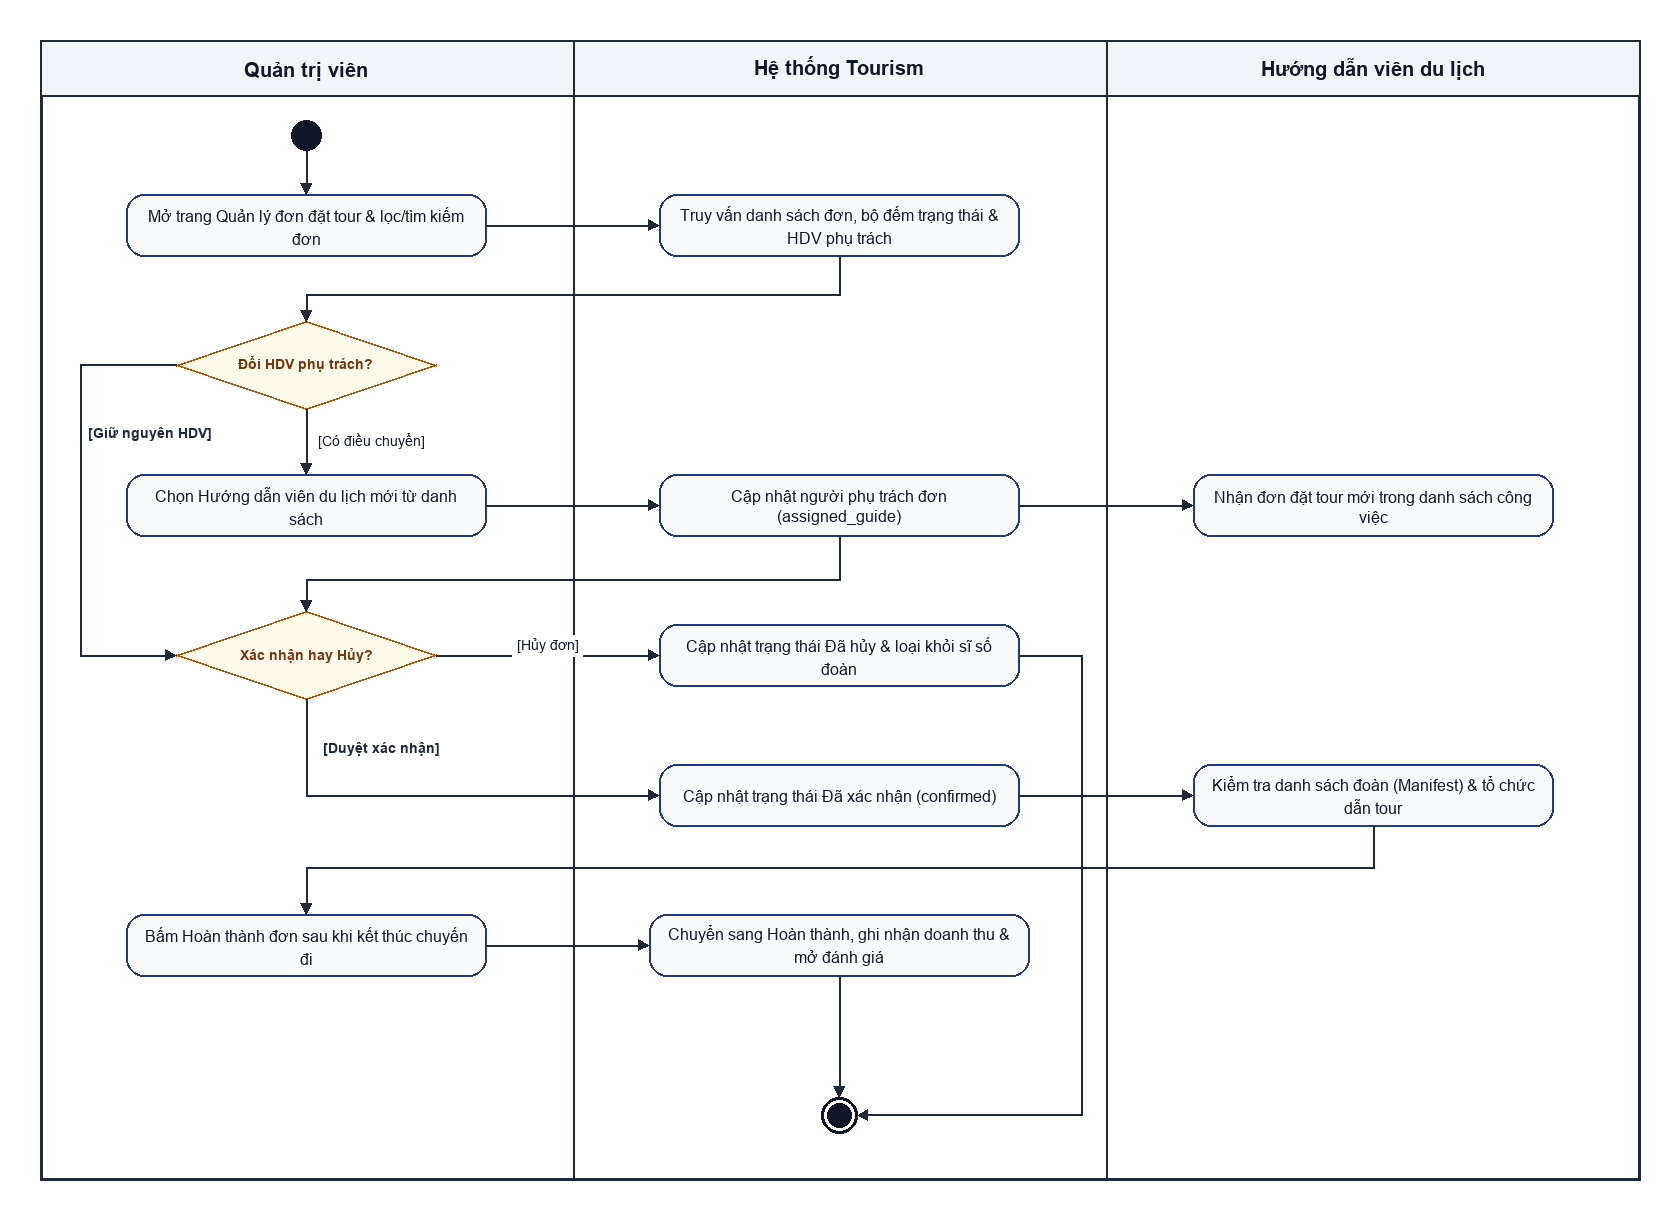 Quản trị viên
Hệ thống Tourism
Hướng dẫn viên du lịch
Mở trang Quản lý đơn đặt tour & lọc/tìm kiếm
đơn
Truy vấn danh sách đơn, bộ đếm trạng thái &
HDV phụ trách
Đổi HDV phụ trách?
[Giữ nguyên HDV]
[Có điều chuyển]
Chọn Hướng dẫn viên du lịch mới từ danh
sách
Cập nhật người phụ trách đơn
(assigned_guide)
Nhận đơn đặt tour mới trong danh sách công
việc
Xác nhận hay Hủy?
[Hủy đơn]
Cập nhật trạng thái Đã hủy & loại khỏi sĩ số
đoàn
[Duyệt xác nhận]
Cập nhật trạng thái Đã xác nhận (confirmed)
Kiểm tra danh sách đoàn (Manifest) & tổ chức
dẫn tour
Bấm Hoàn thành đơn sau khi kết thúc chuyến
đi
Chuyển sang Hoàn thành, ghi nhận doanh thu &
mở đánh giá